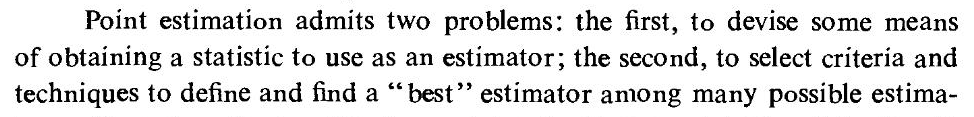 Point estimation admits two problems: the first, to devise some means
of obtaining a statistic to use as an estimator; the second, to select criteria and
techniques to define and find a “best” estimator among many possible estima-